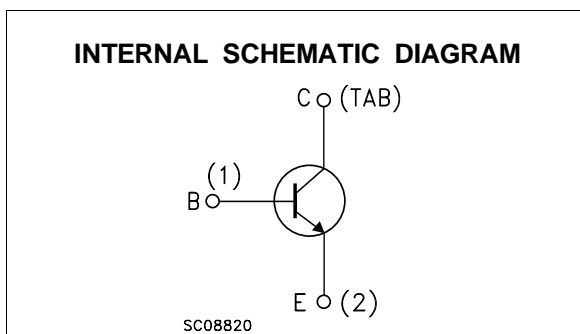 INTERNAL SCHEMATIC DIAGRAM
C (TAB)
(1)
B
E (2)
SC08820